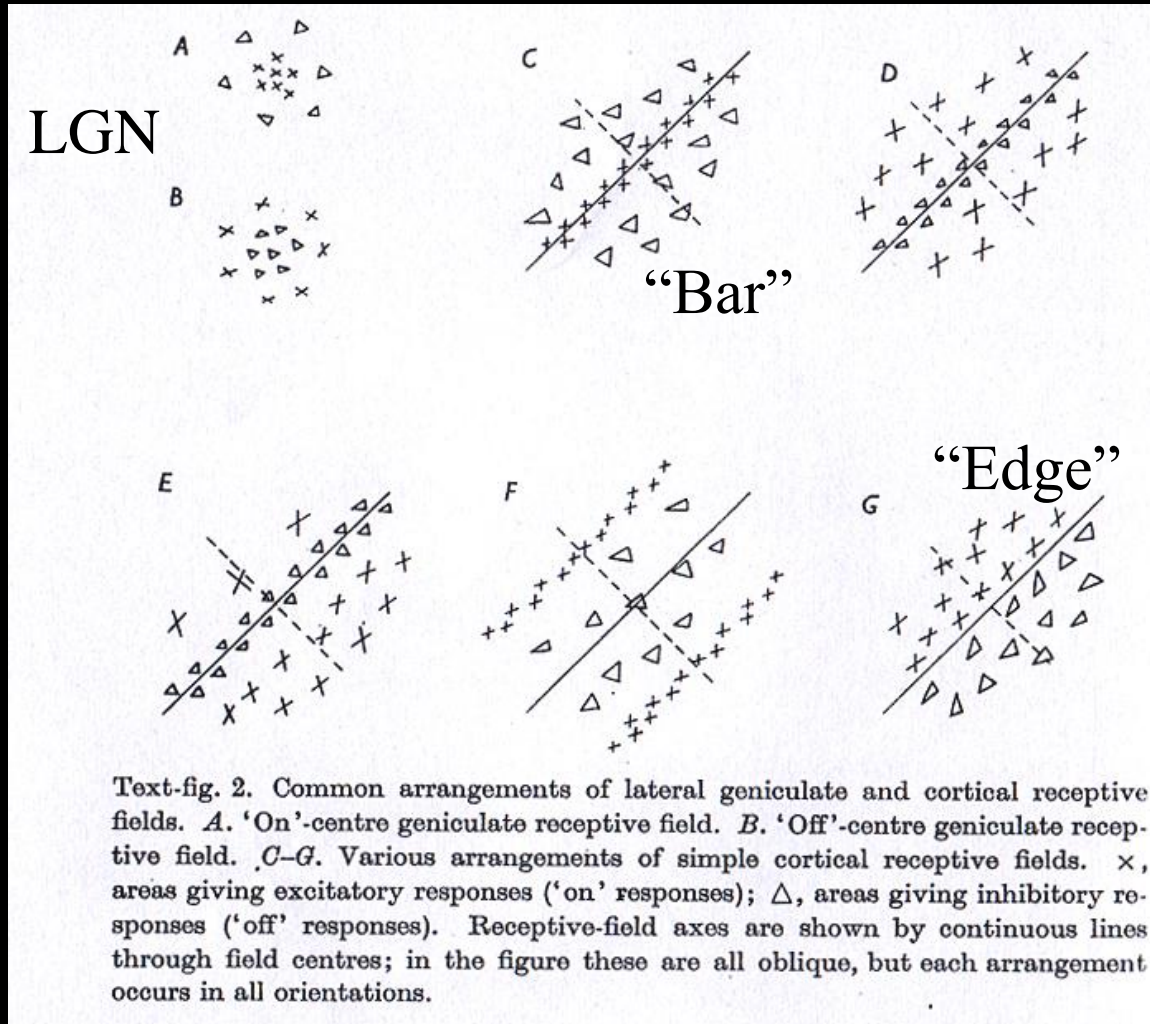 A
C
D
LGN
B
“Bar”
“Edge”
E
F
G
Text-fig. 2. Common arrangements of lateral geniculate and cortical receptive
fields. A. ‘On’-centre geniculate receptive field. B. ‘Off’-centre geniculate recep-
tive field. C–G. Various arrangements of simple cortical receptive fields. ×,
areas giving excitatory responses (‘on’ responses); △, areas giving inhibitory re-
sponses (‘off’ responses). Receptive-field axes are shown by continuous lines
through field centres; in the figure these are all oblique, but each arrangement
occurs in all orientations.